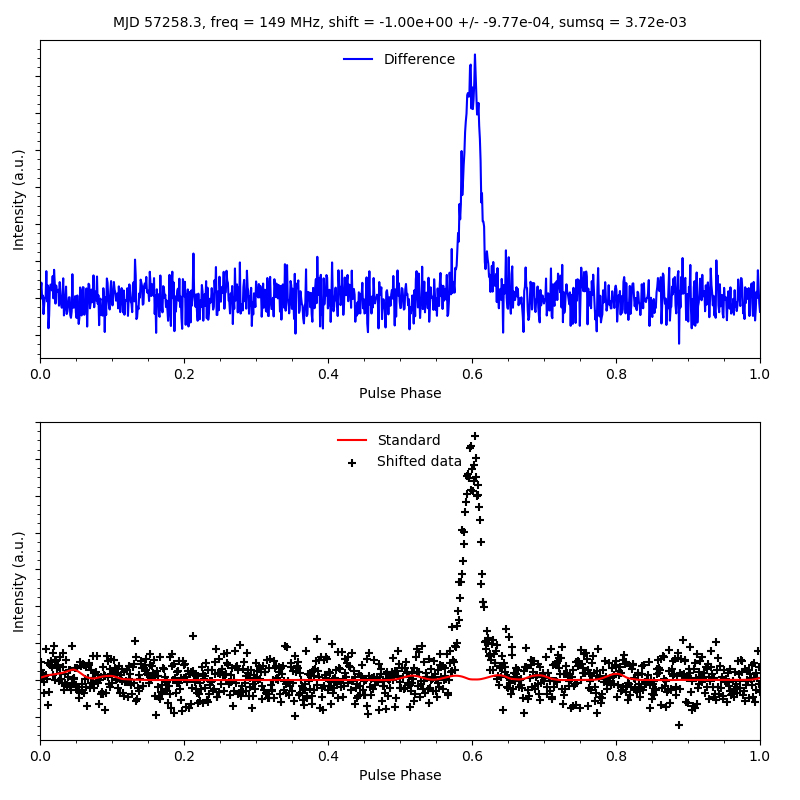 MJD 57258.3, freq = 149 MHz, shift = -1.00e+00 +/- -9.77e-04, sumsq = 3.72e-03
Difference
Intensity (a.u.)
0.0 0.2 0.4 0.6 0.8 1.0
Pulse Phase
Standard
Shifted data
Intensity (a.u.)
0.0 0.2 0.4 0.6 0.8 1.0
Pulse Phase